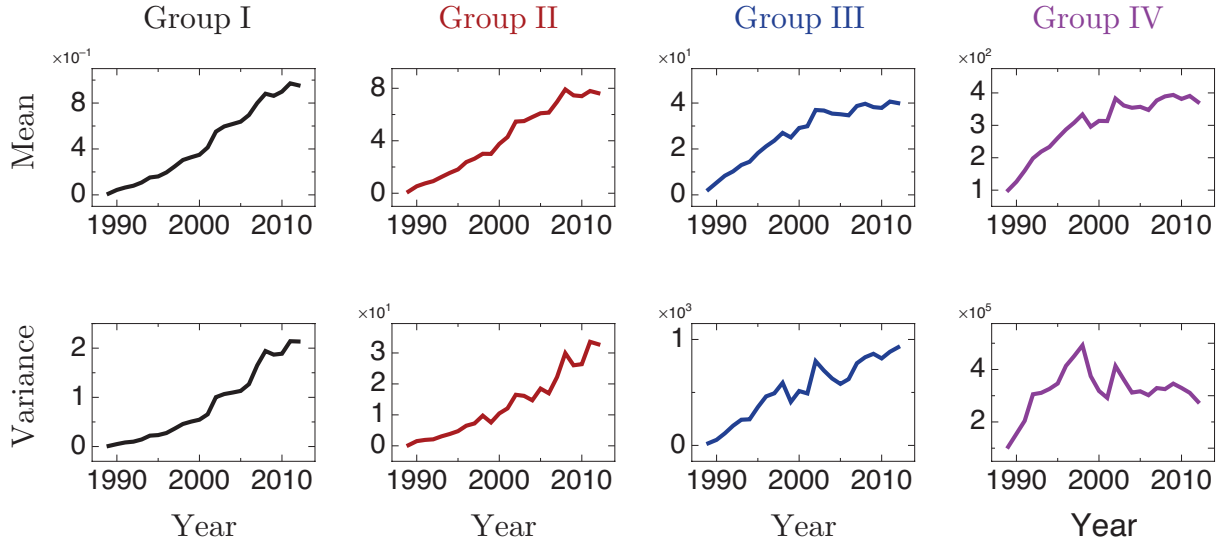 Group I Group II Group III Group IV
×10⁻¹ ×10¹ ×10²
Mean
8 8 4 4
4 4 2 3
2
0 0 0 1
1990 2000 2010 1990 2000 2010 1990 2000 2010 1990 2000 2010
×10¹ ×10³ ×10⁵
Variance
2 3 1 4
1 2
1 2
0 0 0
1990 2000 2010 1990 2000 2010 1990 2000 2010 1990 2000 2010
Year Year Year Year